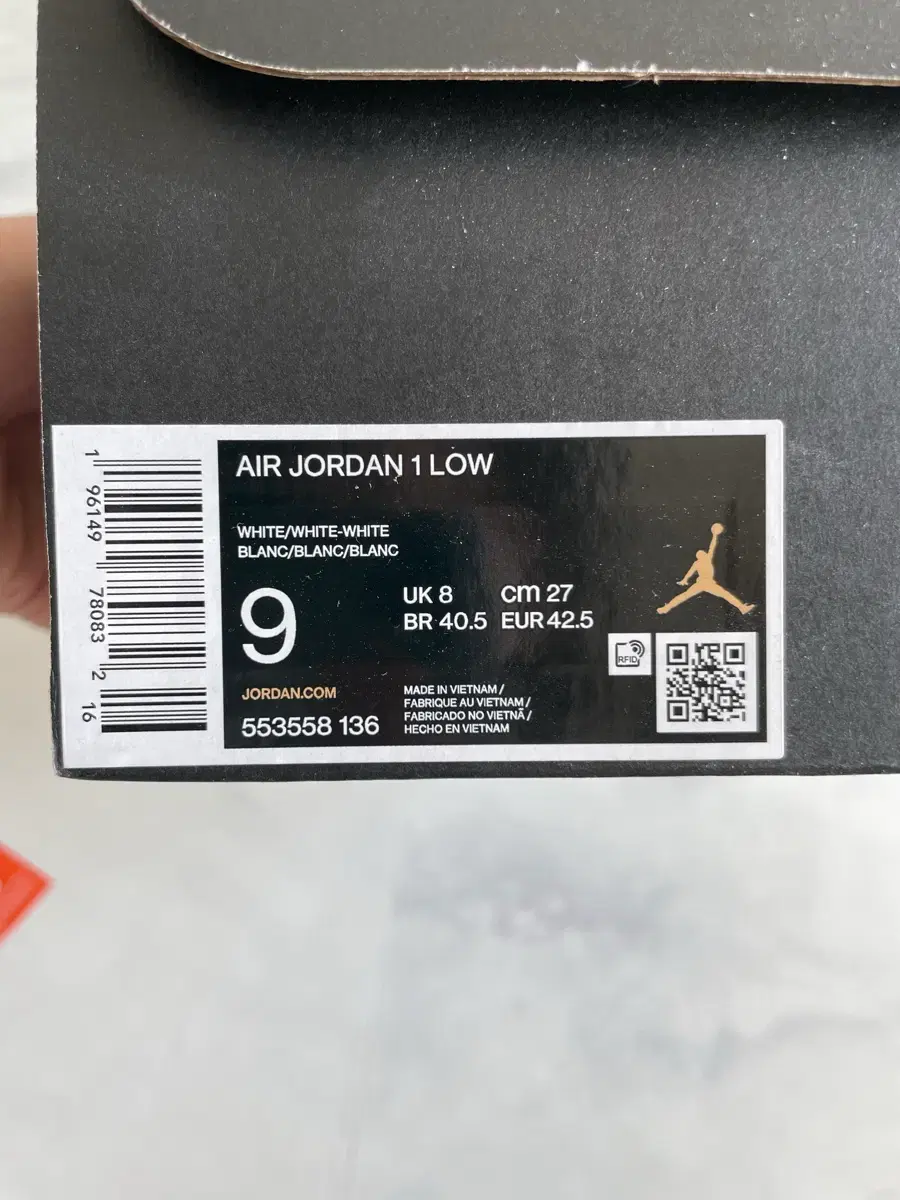 AIR JORDAN 1 LOW
WHITE/WHITE-WHITE
BLANC/BLANC/BLANC
9
UK 8 cm 27
BR 40.5 EUR 42.5
RFID
JORDAN.COM
553558 136
MADE IN VIETNAM /
FABRIQUE AU VIETNAM /
FABRICADO NO VIETNÃ /
HECHO EN VIETNAM
1 96149 78083 2
16